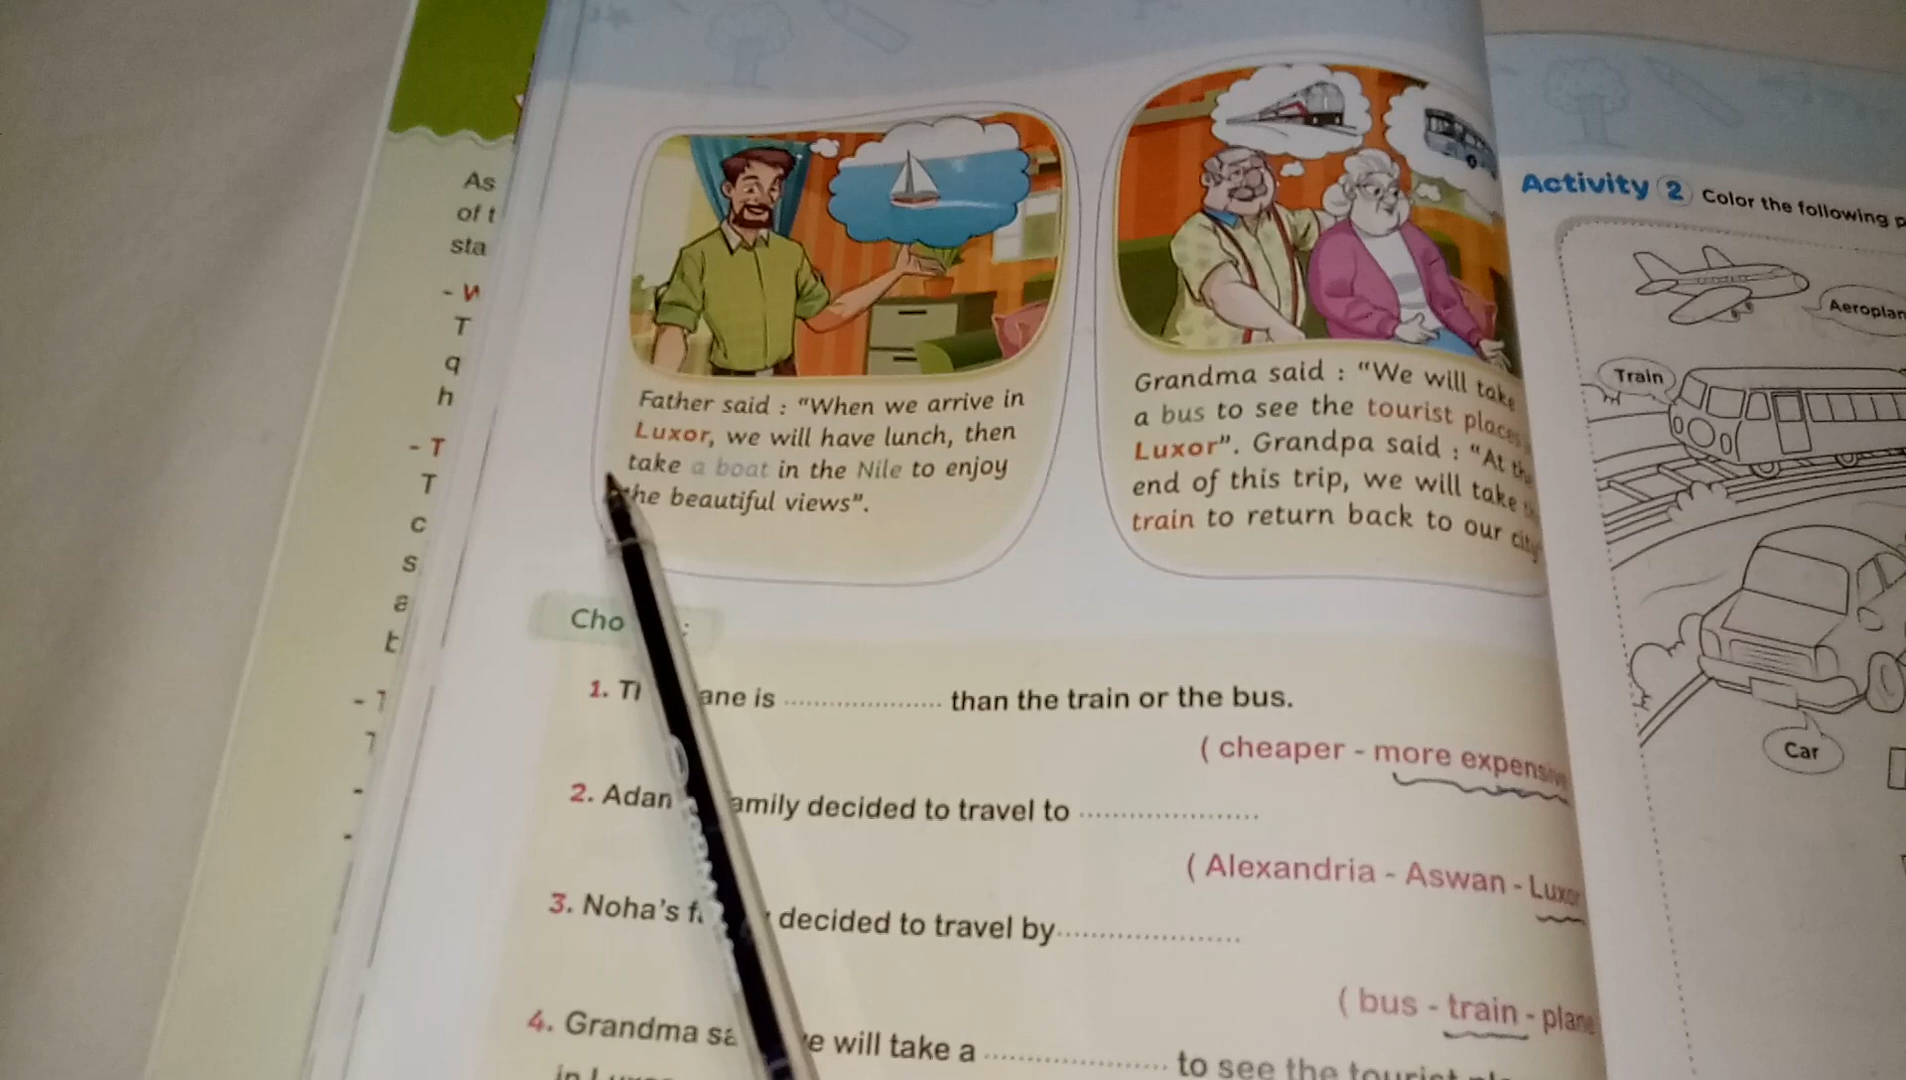 As
of t
sta
- W
T
q
h
- T
T
c
s
a
b
Father said : "When we arrive in
Luxor, we will have lunch, then
take a boat in the Nile to enjoy
the beautiful views".
Grandma said : "We will take
a bus to see the tourist places
Luxor". Grandpa said : "At the
end of this trip, we will take
train to return back to our city
Cho :
1. ane is .................... than the train or the bus.
( cheaper - more expensive
2. Adan amily decided to travel to ....................
( Alexandria - Aswan - Luxor
3. Noha's decided to travel by ....................
( bus - train - plane
4. Grandma sa e will take a .................... to see the tourist
in
Activity 2 Color the following p
Aeroplan
Train
Car